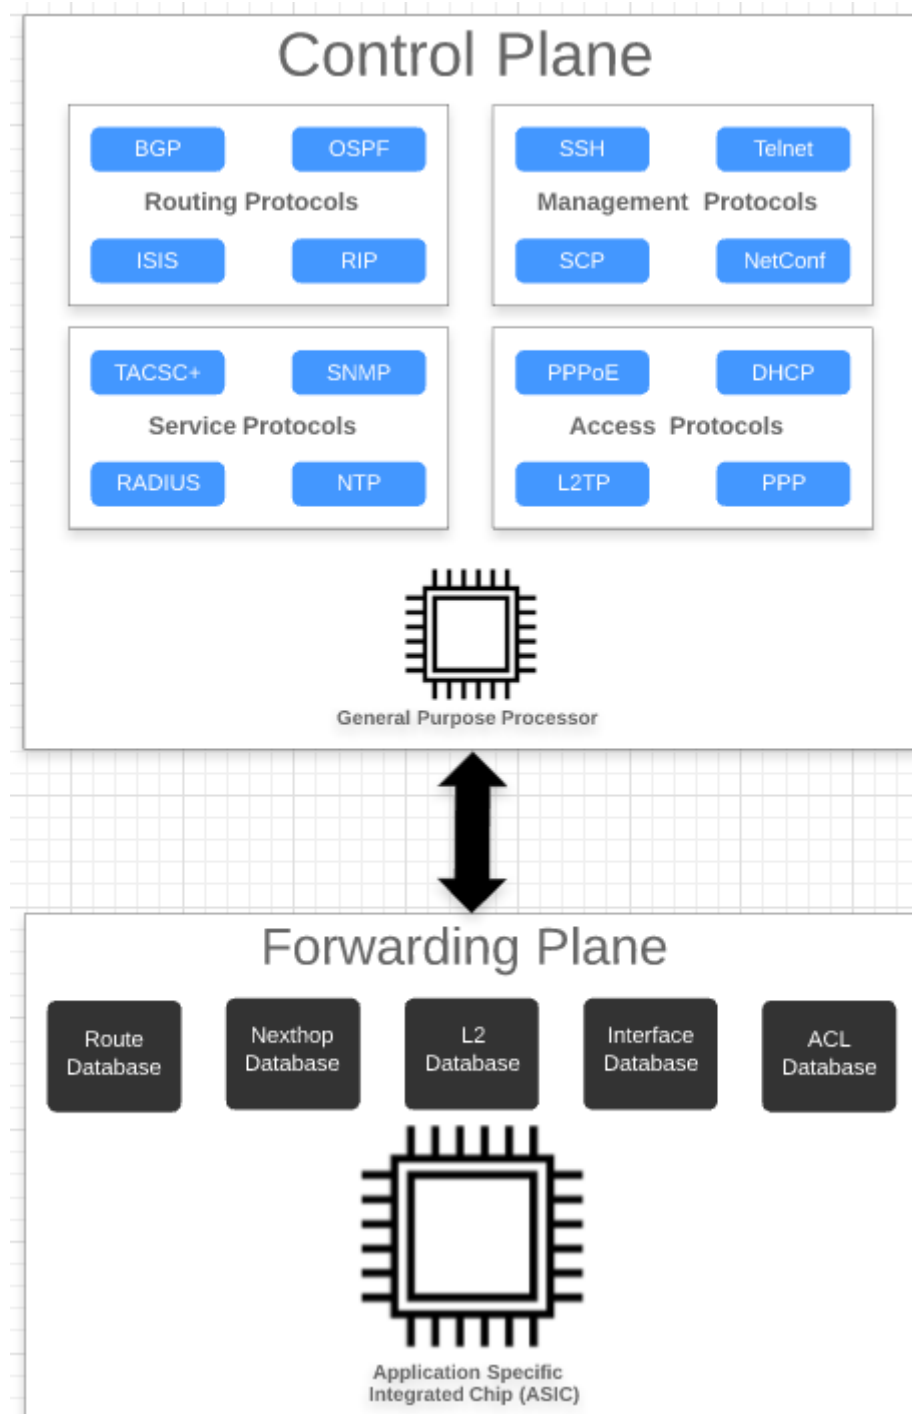 Control Plane
BGP
OSPF
Routing Protocols
ISIS
RIP
SSH
Telnet
Management Protocols
SCP
NetConf
TACSC+
SNMP
Service Protocols
RADIUS
NTP
PPPoE
DHCP
Access Protocols
L2TP
PPP
General Purpose Processor
Forwarding Plane
Route
Database
Nexthop
Database
L2
Database
Interface
Database
ACL
Database
Application Specific
Integrated Chip (ASIC)